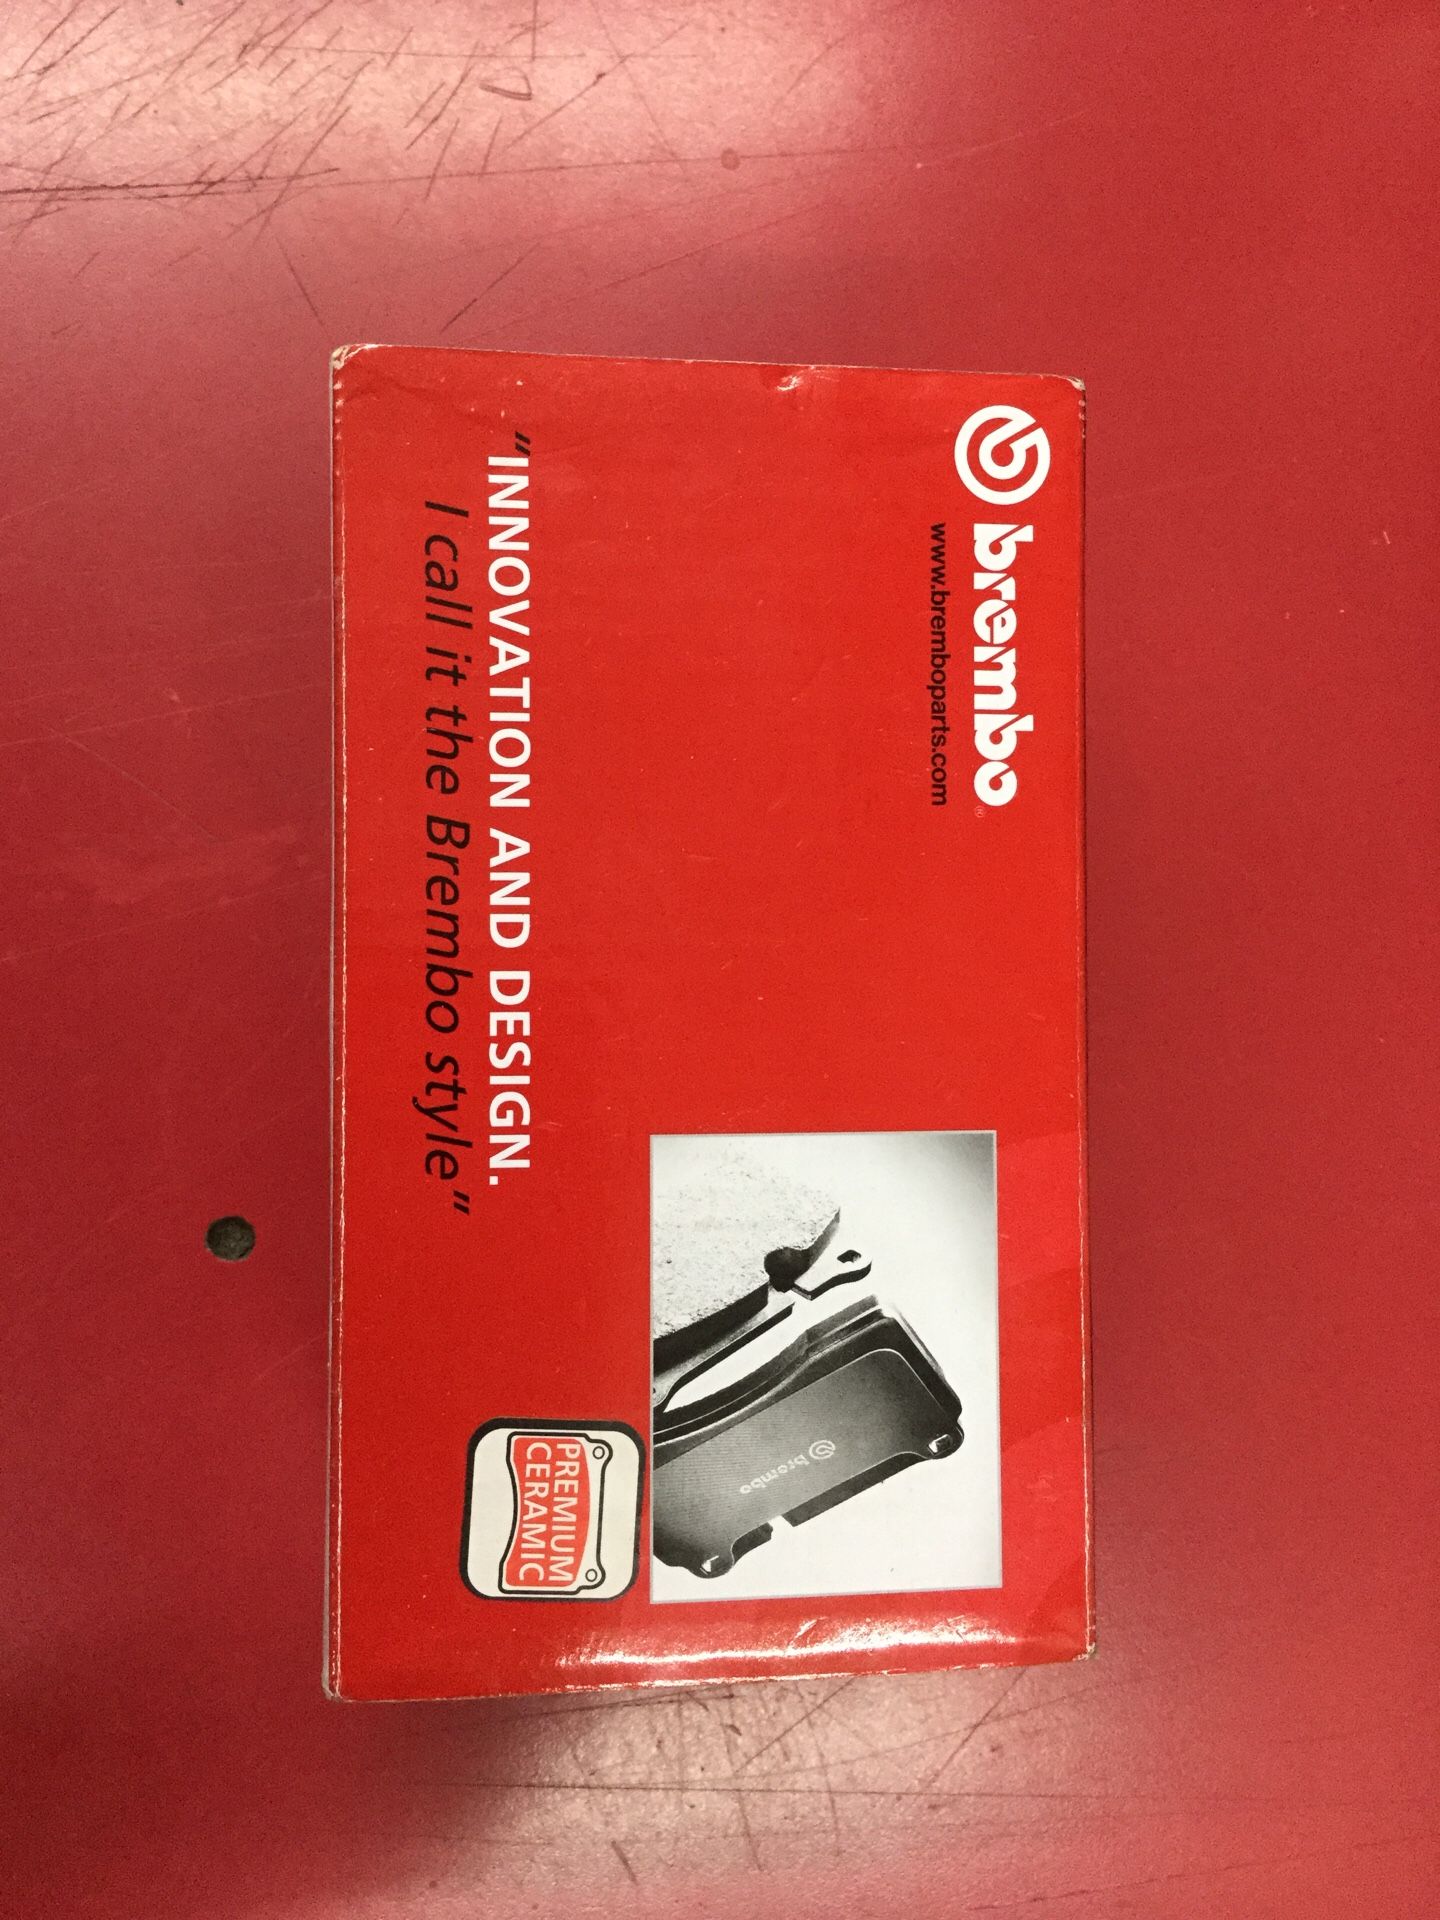 brembo®
www.bremboparts.com
brembo
"INNOVATION AND DESIGN.
I call it the Brembo style"
PREMIUM
CERAMIC